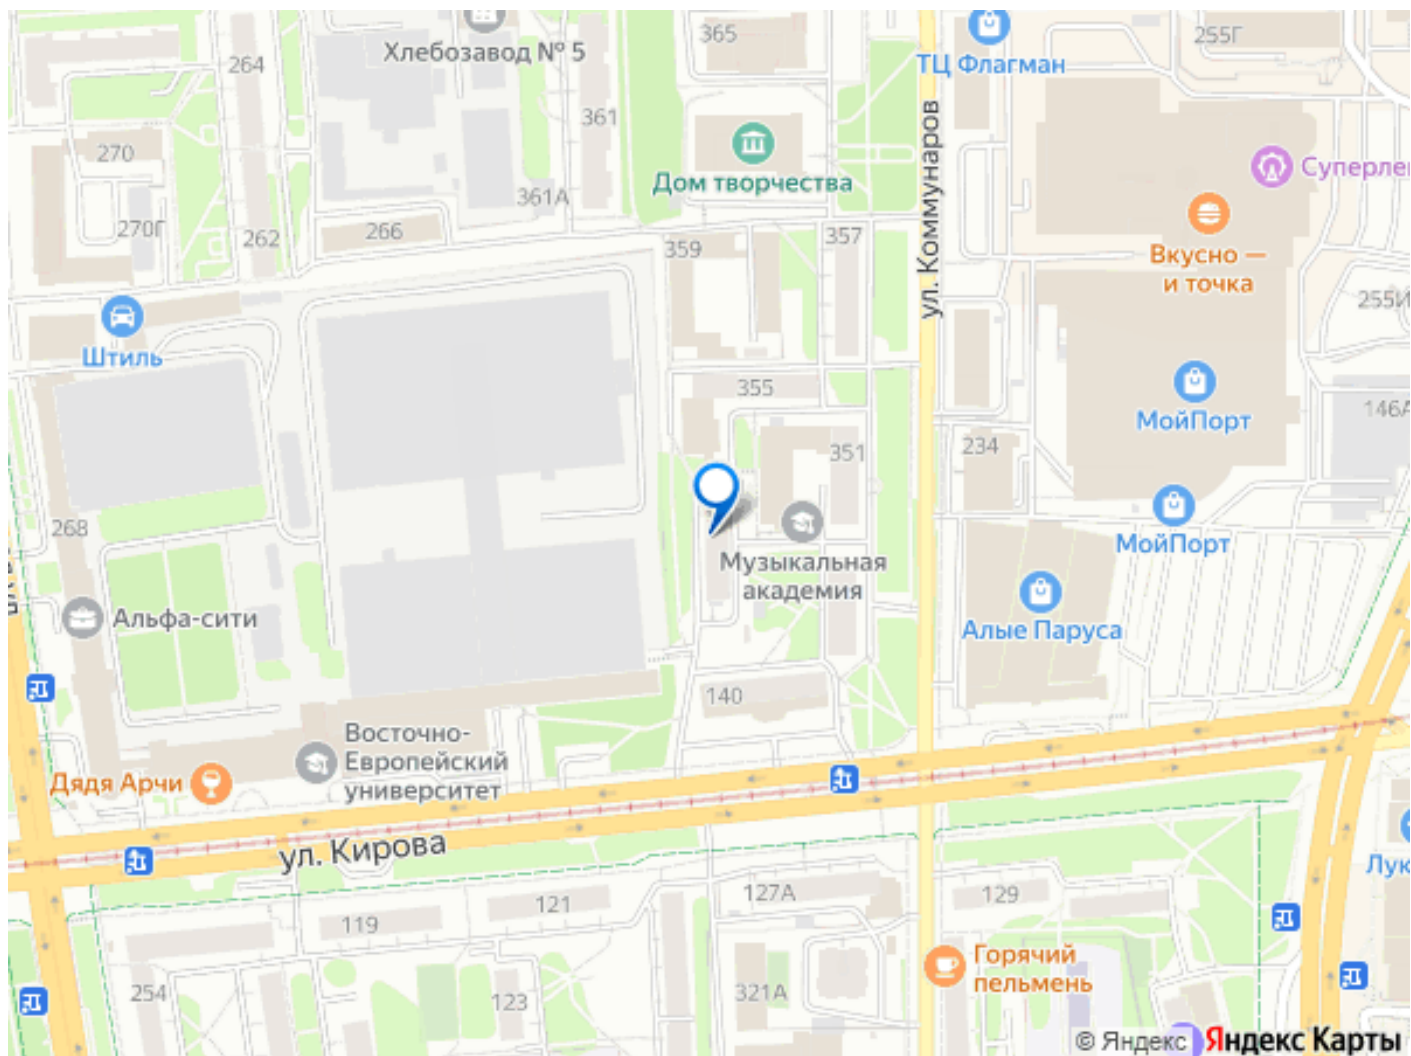 365
255Г
Хлебозавод № 5
ТЦ Флагман
264
361
ул. Коммунаров
270
Суперле
Дом творчества
361А
270Г
266
262
359
357
Вкусно —
и точка
255И
Штиль
355
146А
МойПорт
234
351
268
МойПорт
Музыкальная
академия
Альфа-сити
Алые Паруса
140
Восточно-
Европейский
университет
Дядя Арчи
ул. Кирова
Лук
127А
129
121
119
Горячий
пельмень
254
123
321А
© Яндекс
Яндекс Карты